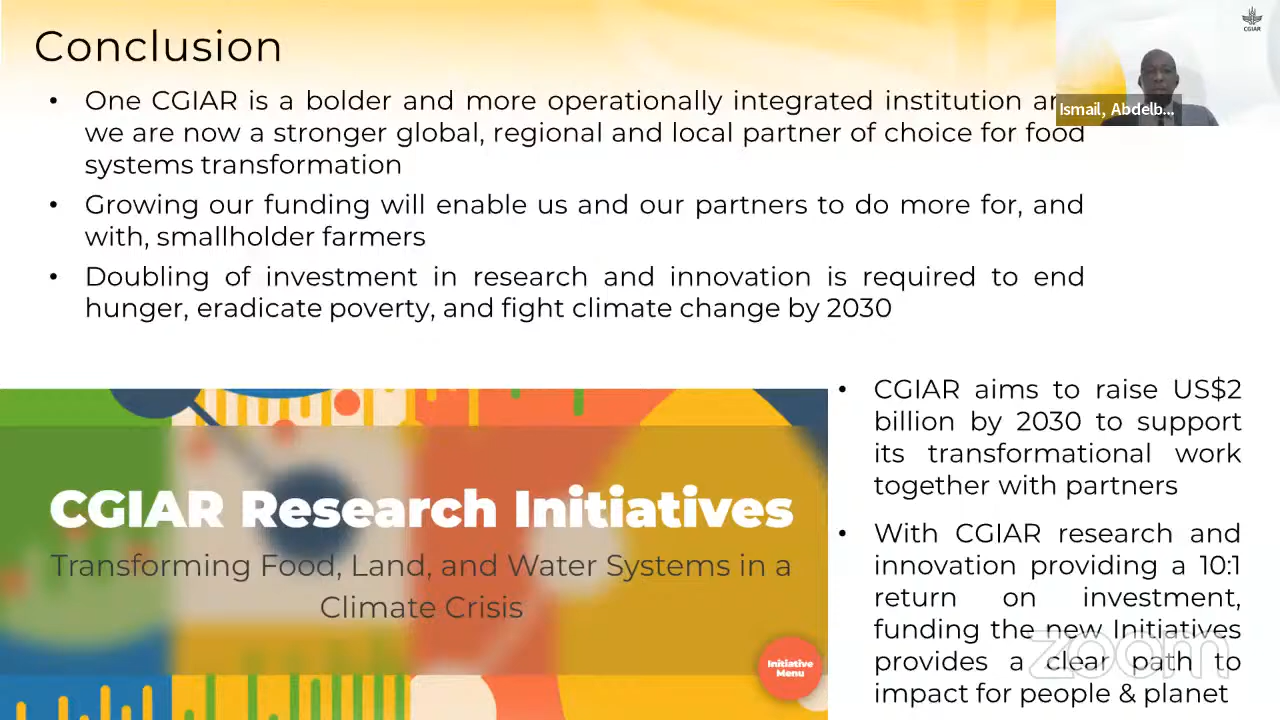 Conclusion
CGIAR
Ismail, Abdelb...
• One CGIAR is a bolder and more operationally integrated institution
we are now a stronger global, regional and local partner of choice for food
systems transformation
• Growing our funding will enable us and our partners to do more for, and
with, smallholder farmers
• Doubling of investment in research and innovation is required to end
hunger, eradicate poverty, and fight climate change by 2030
CGIAR Research Initiatives
Transforming Food, Land, and Water Systems in a
Climate Crisis
Initiative
Menu
• CGIAR aims to raise US$2
billion by 2030 to support
its transformational work
together with partners
• With CGIAR research and
innovation providing a 10:1
return on investment,
funding the new Initiatives
provides a clear path to
impact for people & planet
zoom